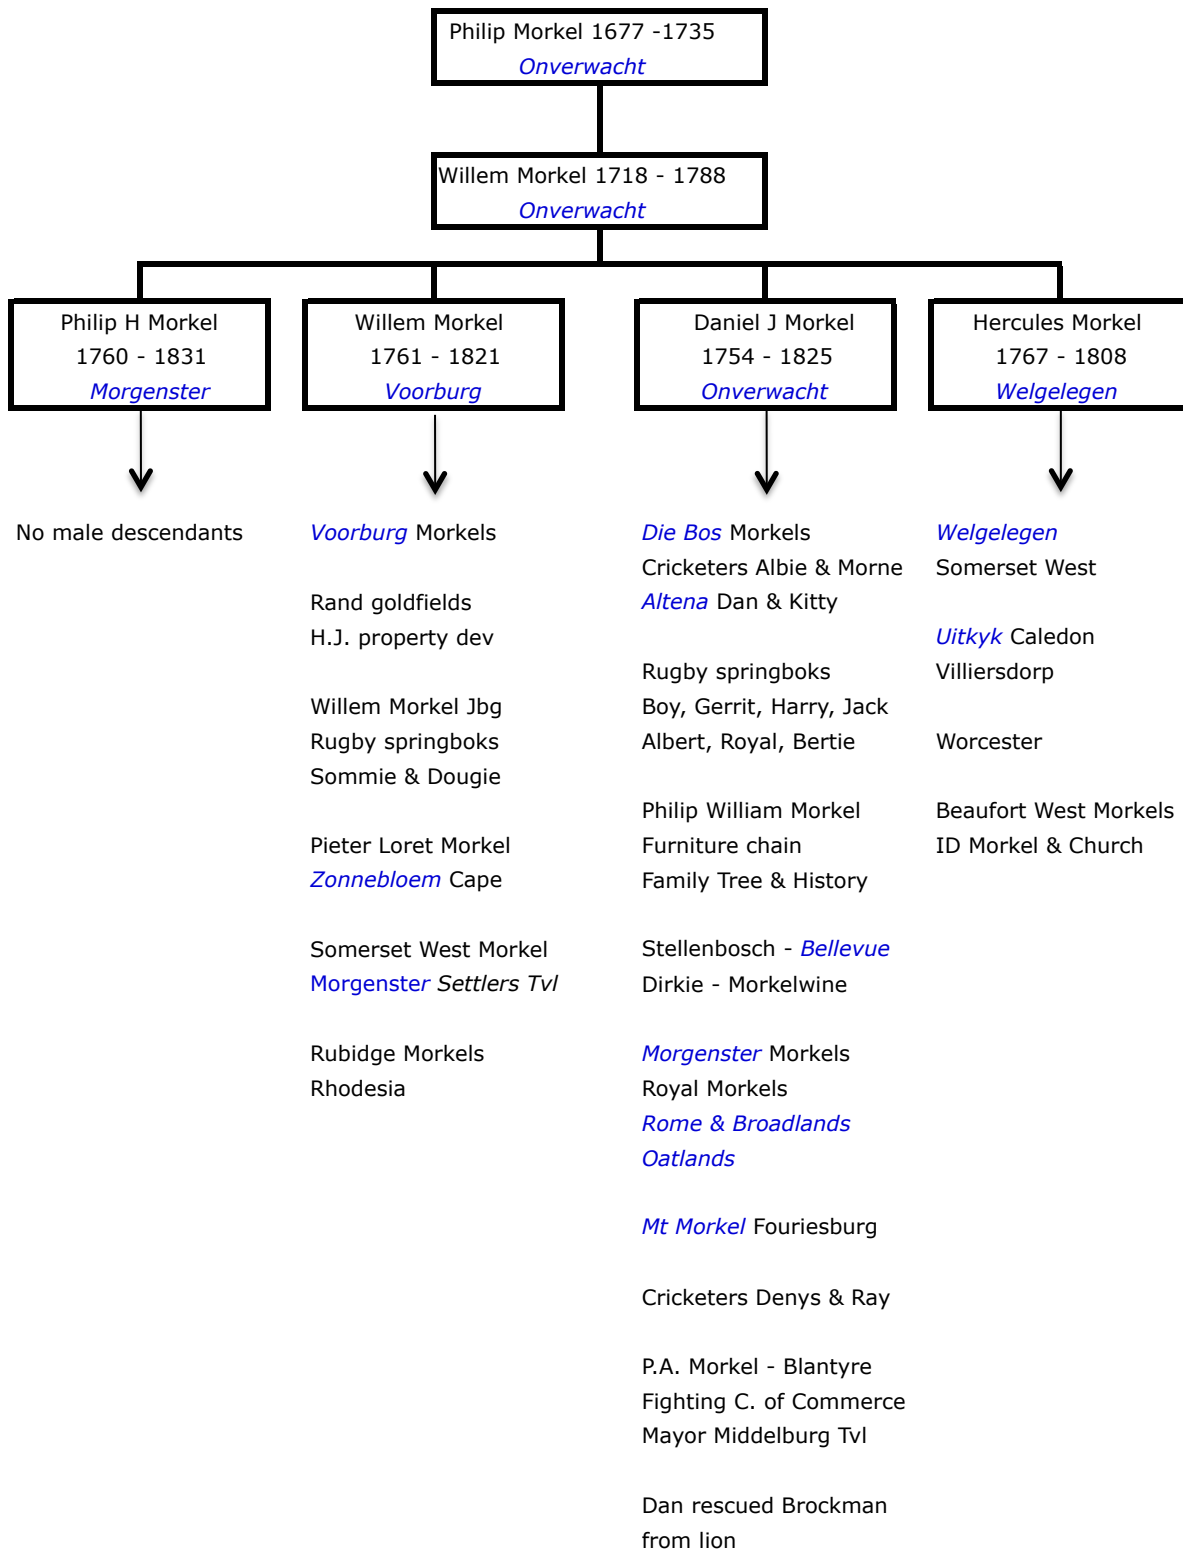 Philip Morkel 1677 -1735
Onverwacht
Willem Morkel 1718 - 1788
Onverwacht
Philip H Morkel
1760 - 1831
Morgenster
Willem Morkel
1761 - 1821
Voorburg
Daniel J Morkel
1754 - 1825
Onverwacht
Hercules Morkel
1767 - 1808
Welgelegen
No male descendants
Voorburg Morkels
Rand goldfields
H.J. property dev
Willem Morkel Jbg
Rugby springboks
Sommie & Dougie
Pieter Loret Morkel
Zonnebloem Cape
Somerset West Morkel
Morgenster Settlers Tvl
Rubidge Morkels
Rhodesia
Die Bos Morkels
Cricketers Albie & Morne
Altena Dan & Kitty
Rugby springboks
Boy, Gerrit, Harry, Jack
Albert, Royal, Bertie
Philip William Morkel
Furniture chain
Family Tree & History
Stellenbosch - Bellevue
Dirkie - Morkelwine
Morgenster Morkels
Royal Morkels
Rome & Broadlands
Oatlands
Mt Morkel Fouriesburg
Cricketers Denys & Ray
P.A. Morkel - Blantyre
Fighting C. of Commerce
Mayor Middelburg Tvl
Dan rescued Brockman
from lion
Welgelegen
Somerset West
Uitkyk Caledon
Villiersdorp
Worcester
Beaufort West Morkels
ID Morkel & Church